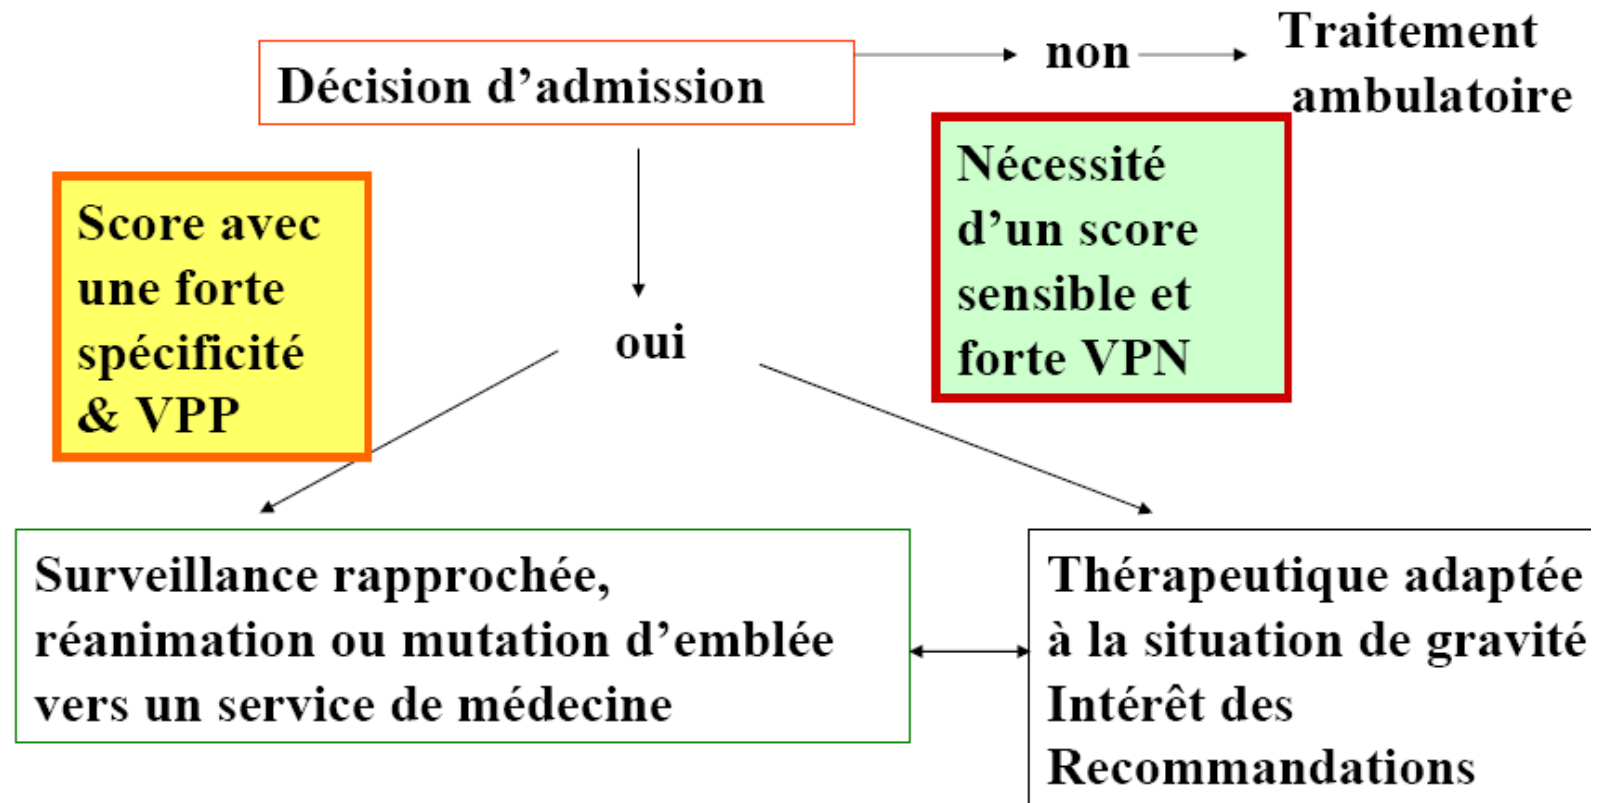 Décision d’admission
non
Traitement
ambulatoire
Score avec
une forte
spécificité
& VPP
Nécessité
d’un score
sensible et
forte VPN
oui
Surveillance rapprochée,
réanimation ou mutation d’emblée
vers un service de médecine
Thérapeutique adaptée
à la situation de gravité
Intérêt des
Recommandations